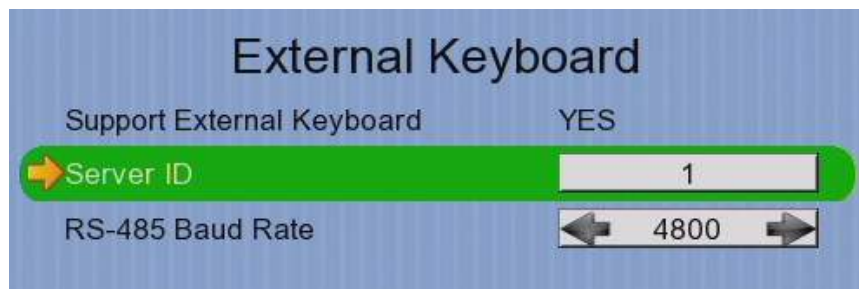 External Keyboard
Support External Keyboard YES
Server ID 1
RS-485 Baud Rate 4800